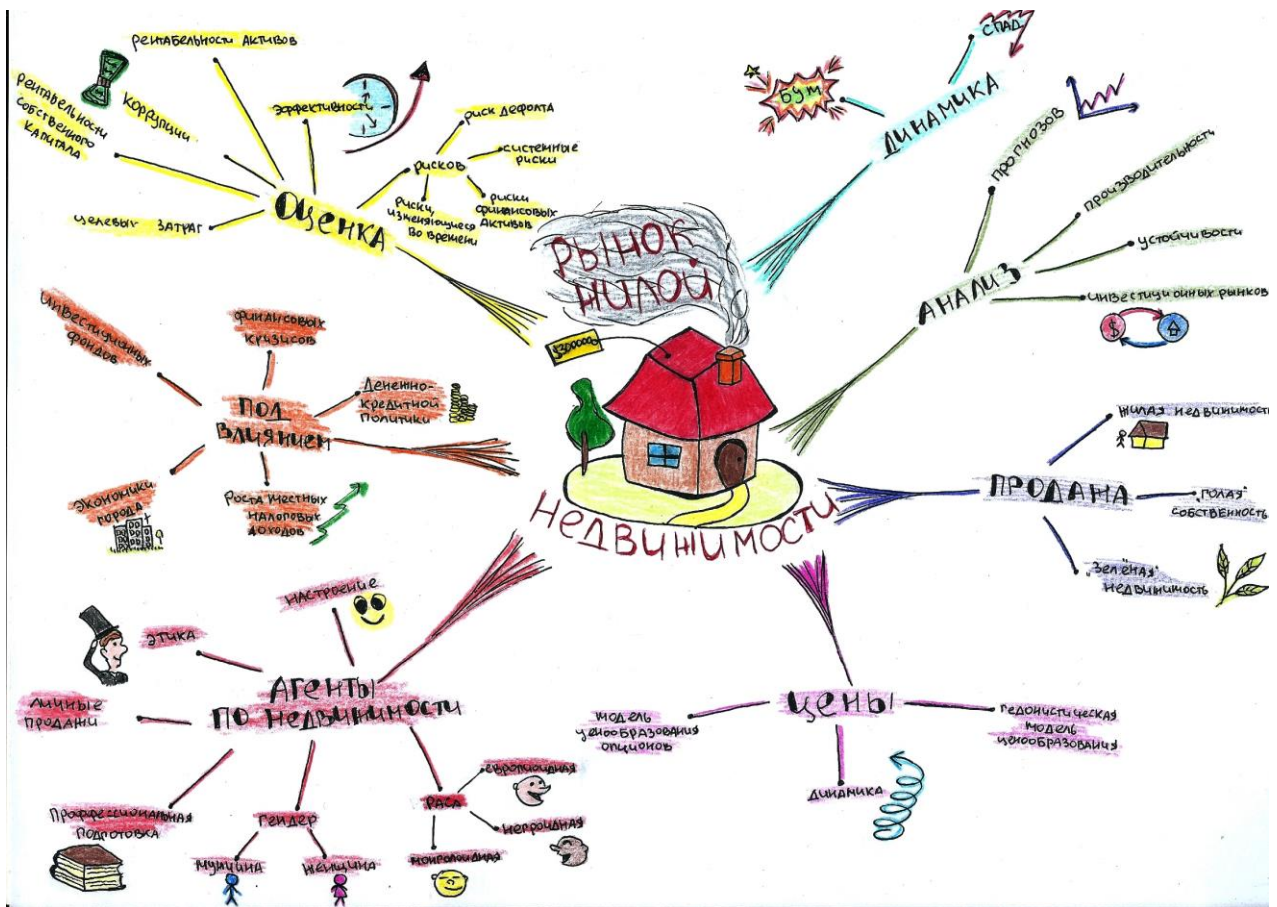 РЫНОК
ЖИЛОЙ
НЕДВИЖИМОСТИ
$300000
ОЦЕНКА
РЕНТАБЕЛЬНОСТИ АКТИВОВ
РЕНТАБЕЛЬНОСТИ
СОБСТВЕННОГО
КАПИТАЛА
КОРРУПЦИИ
ЭФФЕКТИВНОСТИ
ЦЕЛЕВЫХ ЗАТРАТ
РИСКОВ
РИСК ДЕФОЛТА
СИСТЕМНЫЕ
РИСКИ
РИСКИ
ФИНАНСОВЫХ
АКТИВОВ
РИСКИ,
ИЗМЕНЯЮЩИЕСЯ
ВО ВРЕМЕНИ
ДИНАМИКА
СПАД
БУМ
АНАЛИЗ
ПРОГНОЗОВ
ПРОИЗВОДИТЕЛЬНОСТЬ
УСТОЙЧИВОСТИ
ИНВЕСТИЦИОННЫХ РЫНКОВ
$
ПРОДАЖА
ЖИЛАЯ НЕДВИЖИМОСТЬ
"ГОЛАЯ"
СОБСТВЕННОСТЬ
"ЗЕЛЁНАЯ"
НЕДВИЖИМОСТЬ
ЦЕНЫ
МОДЕЛЬ
ЦЕНООБРАЗОВАНИЯ
ОПЦИОНОВ
ДИНАМИКА
ГЕДОНИСТИЧЕСКАЯ
МОДЕЛЬ
ЦЕНООБРАЗОВАНИЯ
АГЕНТЫ
ПО НЕДВИЖИМОСТИ
НАСТРОЕНИЕ
ЭТИКА
ЛИЧНЫЕ
ПРОДАЖИ
ПРОФФЕССИОНАЛЬНАЯ
ПОДГОТОВКА
ГЕНДЕР
МУЖЧИНА
ЖЕНЩИНА
РАСА
ЕВРОПИОИДНАЯ
НЕГРОИДНАЯ
МОНГОЛОИДНАЯ
ПОД
ВЛИЯНИЕМ
ИНВЕСТИЦИОННЫХ
ФОНДОВ
ФИНАНСОВЫХ
КРИЗИСОВ
ДЕНЕЖНО-
КРЕДИТНОЙ
ПОЛИТИКИ
ЭКОНОМИКИ
ГОРОДА
РОСТА МЕСТНЫХ
НАЛОГОВЫХ
ДОХОДОВ